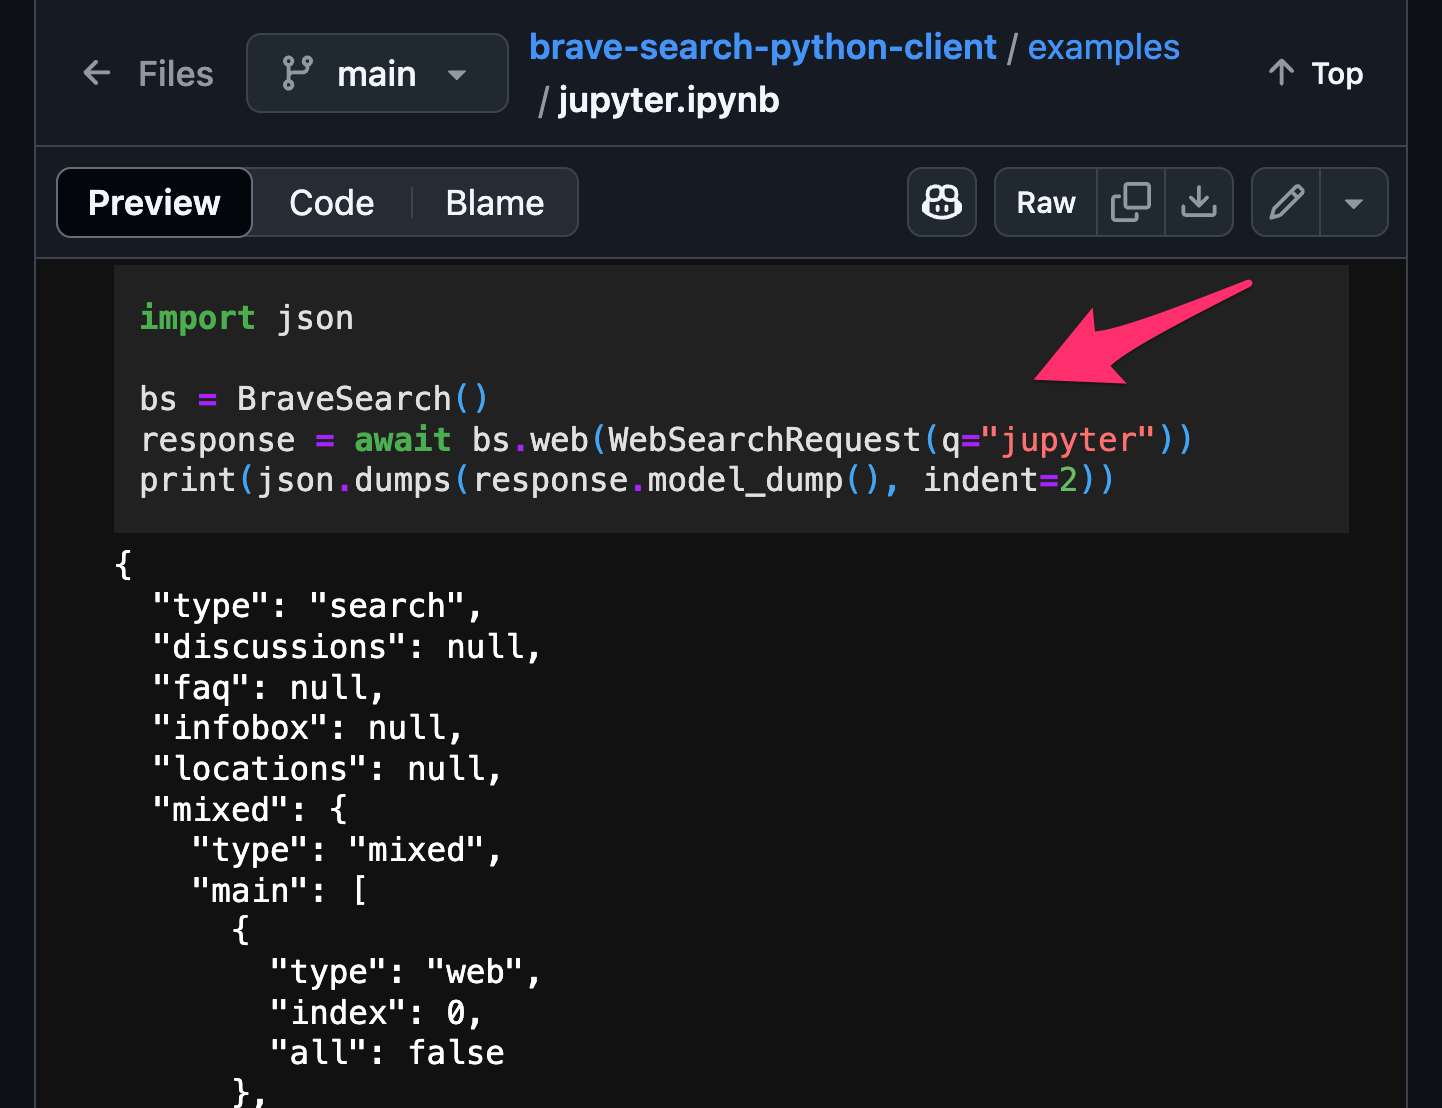 Files
main
brave-search-python-client / examples
/ jupyter.ipynb
Top
Preview
Code
Blame
Raw
import json
bs = BraveSearch()
response = await bs.web(WebSearchRequest(q="jupyter"))
print(json.dumps(response.model_dump(), indent=2))
{
  "type": "search",
  "discussions": null,
  "faq": null,
  "infobox": null,
  "locations": null,
  "mixed": {
    "type": "mixed",
    "main": [
      {
        "type": "web",
        "index": 0,
        "all": false
      },